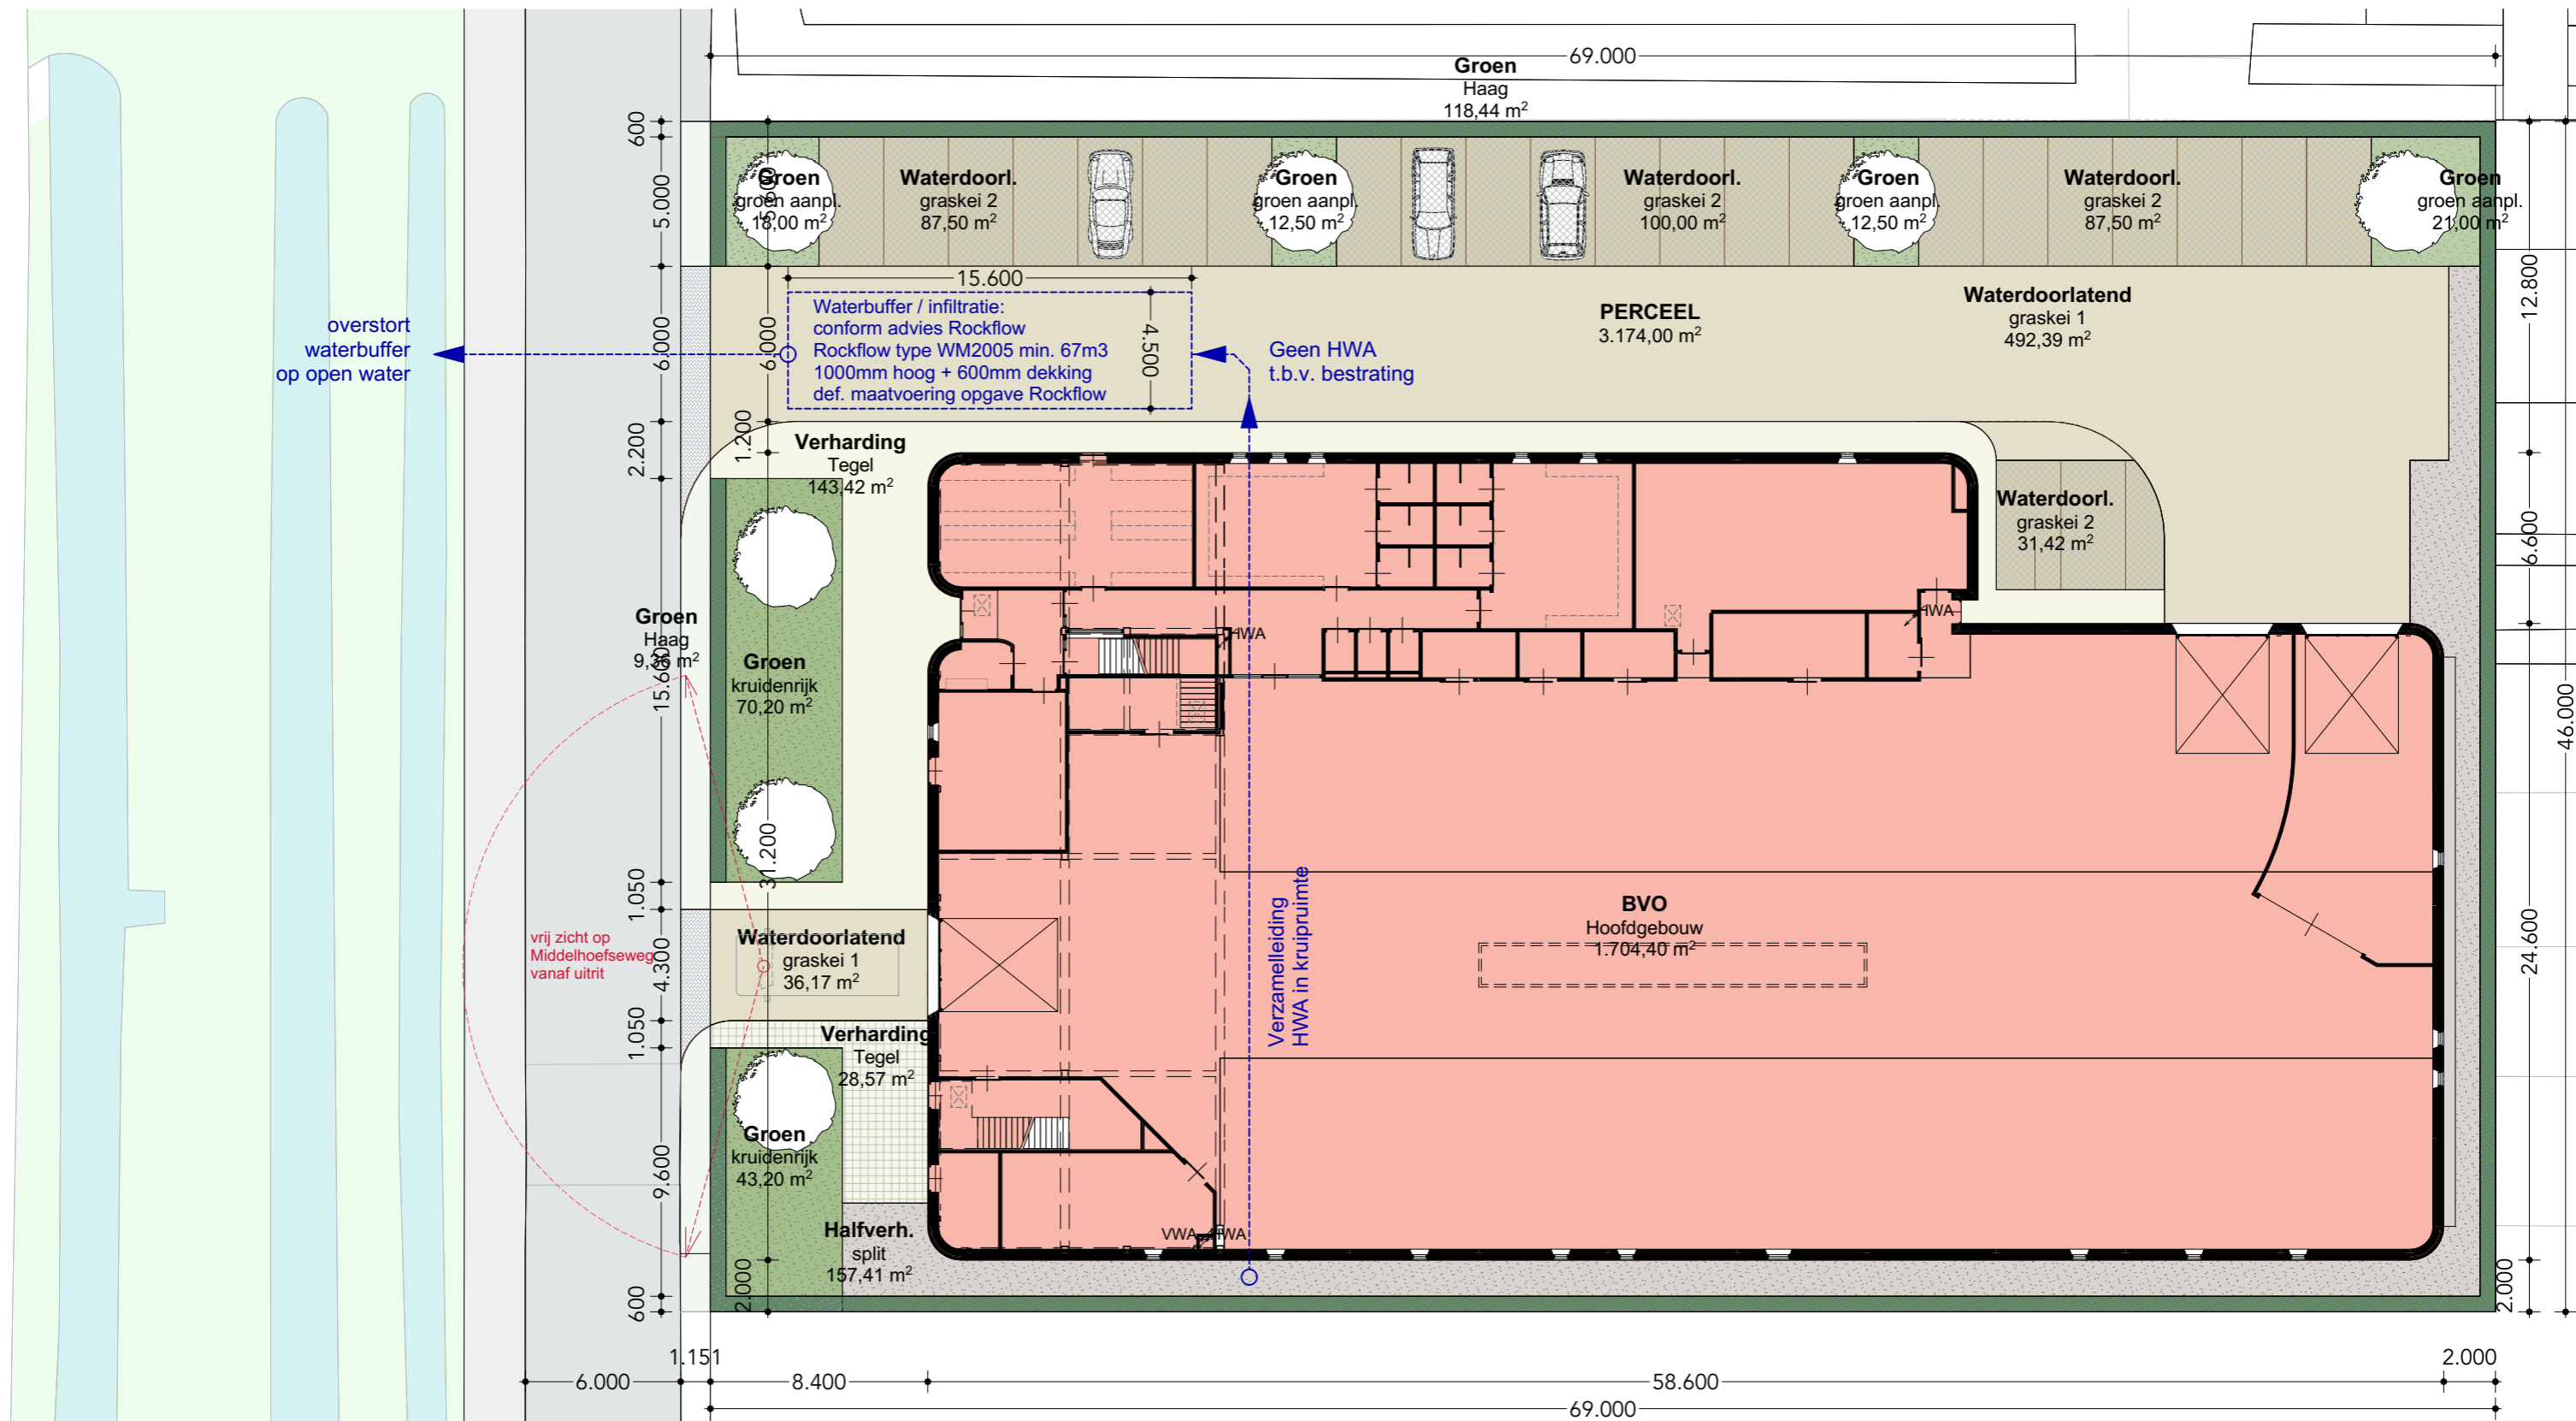 69.000
Groen
Haag
118,44 m²
600
5.000
5.600
Groen
groen aanpl.
18,00 m²
Waterdoorl.
graskei 2
87,50 m²
Groen
groen aanpl.
12,50 m²
Waterdoorl.
graskei 2
100,00 m²
Groen
groen aanpl.
12,50 m²
Waterdoorl.
graskei 2
87,50 m²
Groen
groen aanpl.
21,00 m²
15.600
overstort
waterbuffer
op open water
6.000
6.000
Waterbuffer / infiltratie:
conform advies Rockflow
Rockflow type WM2005 min. 67m3
1000mm hoog + 600mm dekking
def. maatvoering opgave Rockflow
4.500
Geen HWA
t.b.v. bestrating
PERCEEL
3.174,00 m²
Waterdoorlatend
graskei 1
492,39 m²
12.800
2.200
1.200
Verharding
Tegel
143,42 m²
Waterdoorl.
graskei 2
31,42 m²
6.600
Groen
Haag
9,36 m²
15.600
Groen
kruidenrijk
70,20 m²
HWA
HWA
46.000
31.200
1.050
vrij zicht op
Middelhoefseweg
vanaf uitrit
4.300
Waterdoorlatend
graskei 1
36,17 m²
Verzamelleiding
HWA in kruipruimte
BVO
Hoofdgebouw
1.704,40 m²
24.600
1.050
Verharding
Tegel
28,57 m²
9.600
Groen
kruidenrijk
43,20 m²
Halfverh.
split
157,41 m²
VWA
HWA
600
2.000
2.000
1.151
6.000
8.400
58.600
2.000
69.000